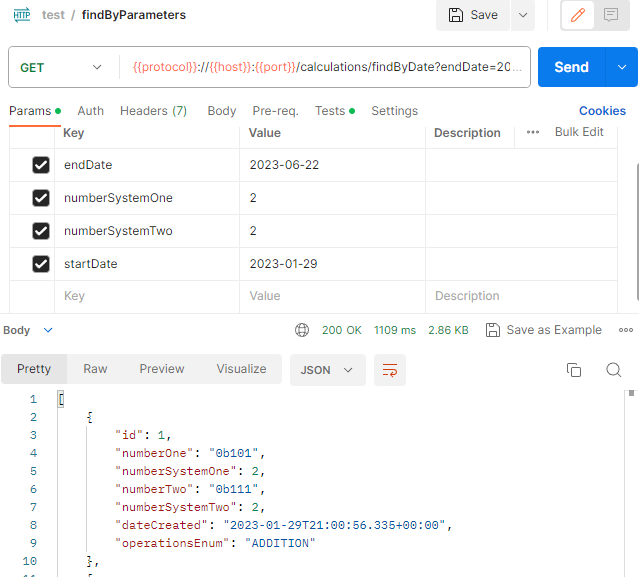 HTTP test / findByParameters Save
GET {{protocol}}://{{host}}:{{port}}/calculations/findByDate?endDate=20... Send
Params Auth Headers (7) Body Pre-req. Tests Settings Cookies
Key Value Description ... Bulk Edit
endDate 2023-06-22
numberSystemOne 2
numberSystemTwo 2
startDate 2023-01-29
Key Value Description
Body 200 OK 1109 ms 2.86 KB Save as Example ...
Pretty Raw Preview Visualize JSON
1 [
2 {
3 "id": 1,
4 "numberOne": "0b101",
5 "numberSystemOne": 2,
6 "numberTwo": "0b111",
7 "numberSystemTwo": 2,
8 "dateCreated": "2023-01-29T21:00:56.335+00:00",
9 "operationsEnum": "ADDITION"
10 },